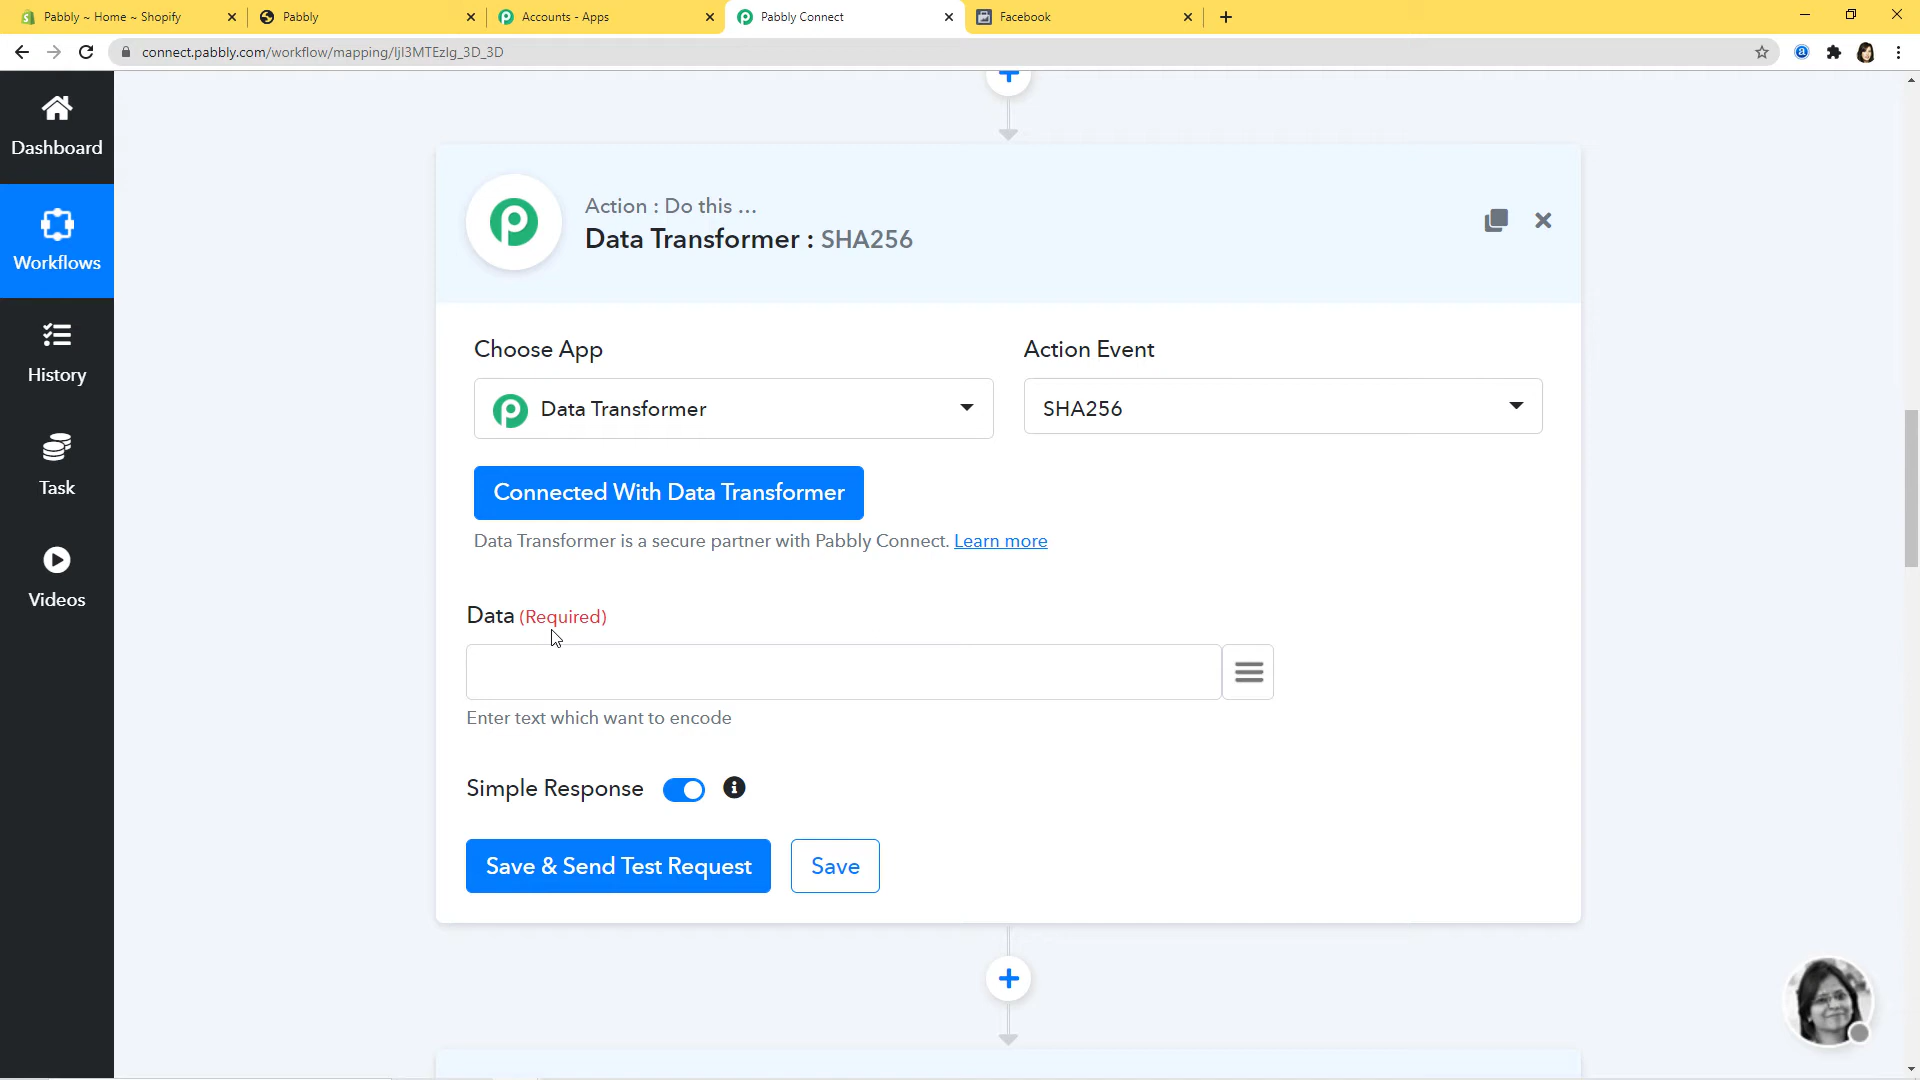 Pabbly ~ Home ~ Shopify
Pabbly
Accounts - Apps
Pabbly Connect
Facebook
connect.pabbly.com/workflow/mapping/IjI3MTEzIg_3D_3D
Dashboard
Workflows
History
Task
Videos
Action : Do this ...
Data Transformer : SHA256
Choose App
Action Event
Data Transformer
SHA256
Connected With Data Transformer
Data Transformer is a secure partner with Pabbly Connect. Learn more
Data (Required)
Enter text which want to encode
Simple Response
Save & Send Test Request
Save